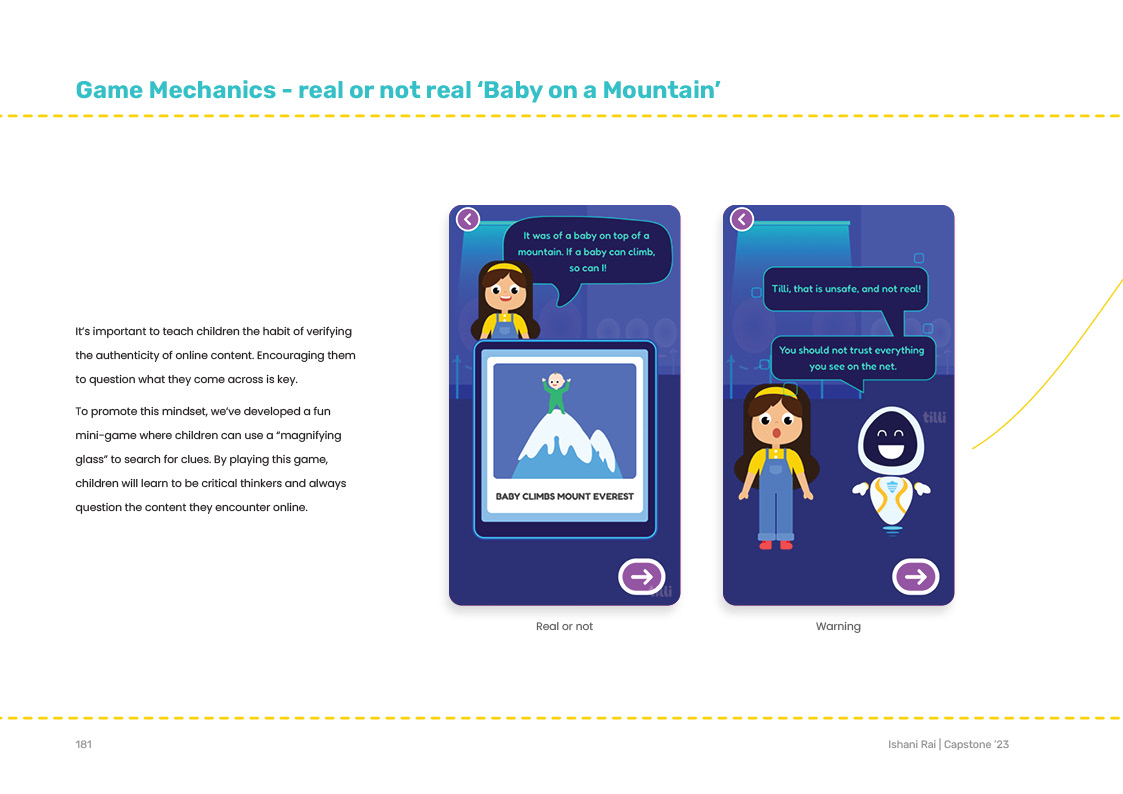 Game Mechanics - real or not real ‘Baby on a Mountain’
It’s important to teach children the habit of verifying
the authenticity of online content. Encouraging them
to question what they come across is key.
To promote this mindset, we’ve developed a fun
mini-game where children can use a “magnifying
glass” to search for clues. By playing this game,
children will learn to be critical thinkers and always
question the content they encounter online.
It was of a baby on top of a
mountain. If a baby can climb,
so can I!
BABY CLIMBS MOUNT EVEREST
tilli
Real or not
Tilli, that is unsafe, and not real!
You should not trust everything
you see on the net.
tilli
Warning
181
Ishani Rai | Capstone ’23